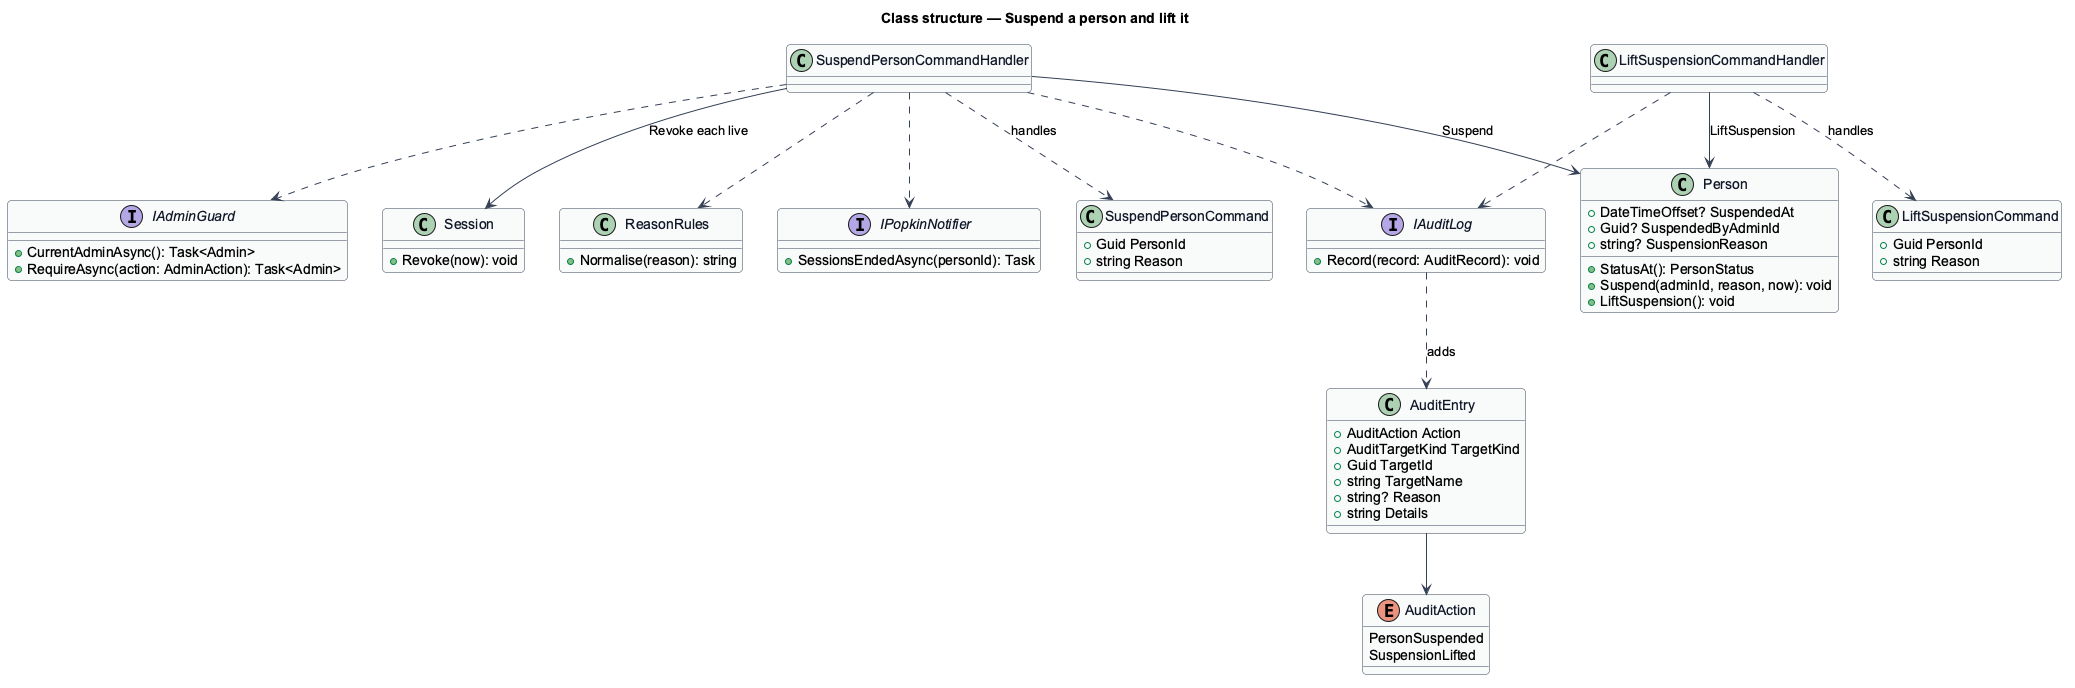 Class structure — Suspend a person and lift it
C SuspendPersonCommandHandler
C LiftSuspensionCommandHandler
Revoke each live
handles
Suspend
LiftSuspension
handles
I IAdminGuard
CurrentAdminAsync(): Task<Admin>
RequireAsync(action: AdminAction): Task<Admin>
C Session
Revoke(now): void
C ReasonRules
Normalise(reason): string
I IPopkinNotifier
SessionsEndedAsync(personId): Task
C SuspendPersonCommand
Guid PersonId
string Reason
I IAuditLog
Record(record: AuditRecord): void
C Person
DateTimeOffset? SuspendedAt
Guid? SuspendedByAdminId
string? SuspensionReason
StatusAt(): PersonStatus
Suspend(adminId, reason, now): void
LiftSuspension(): void
C LiftSuspensionCommand
Guid PersonId
string Reason
adds
C AuditEntry
AuditAction Action
AuditTargetKind TargetKind
Guid TargetId
string TargetName
string? Reason
string Details
E AuditAction
PersonSuspended
SuspensionLifted